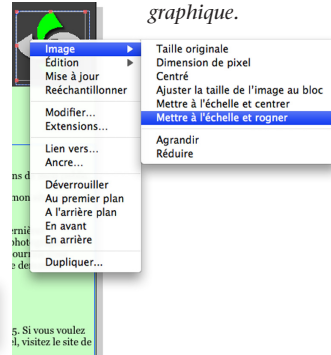 graphique.
Image
Édition
Mise à jour
Reéchantillonner
Modifier...
Extensions...
Lien vers...
Ancre...
Déverrouiller
Au premier plan
A l'arrière plan
En avant
En arrière
Dupliquer...
Taille originale
Dimension de pixel
Centré
Ajuster la taille de l'image au bloc
Mettre à l'échelle et centrer
Mettre à l'échelle et rogner
Agrandir
Réduire
5. Si vous voulez
el, visitez le site de